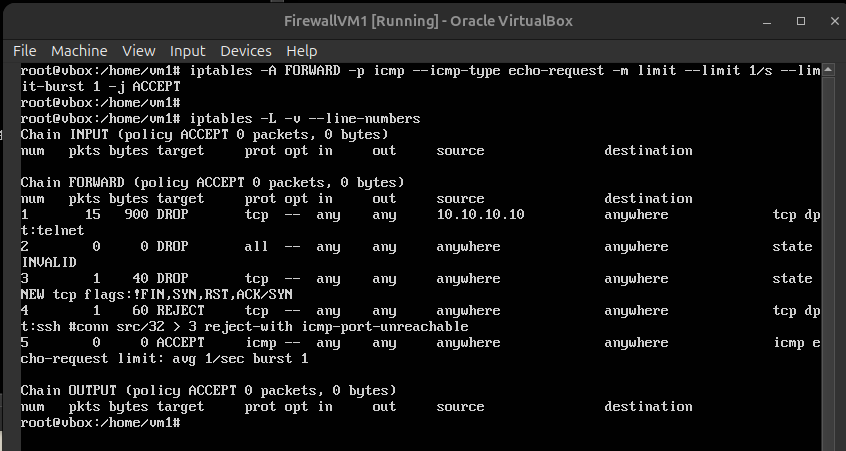 FirewallVM1 [Running] - Oracle VirtualBox
File Machine View Input Devices Help
root@vbox:/home/vm1# iptables -A FORWARD -p icmp --icmp-type echo-request -m limit --limit 1/s --lim
it-burst 1 -j ACCEPT
root@vbox:/home/vm1#
root@vbox:/home/vm1# iptables -L -v --line-numbers
Chain INPUT (policy ACCEPT 0 packets, 0 bytes)
num   pkts bytes target     prot opt in     out     source               destination

Chain FORWARD (policy ACCEPT 0 packets, 0 bytes)
num   pkts bytes target     prot opt in     out     source               destination
1       15   900 DROP       tcp  --  any    any     10.10.10.10          anywhere             tcp dp
t:telnet
2        0     0 DROP       all  --  any    any     anywhere             anywhere             state
INVALID
3        1    40 DROP       tcp  --  any    any     anywhere             anywhere             state
NEW tcp flags:!FIN,SYN,RST,ACK/SYN
4        1    60 REJECT     tcp  --  any    any     anywhere             anywhere             tcp dp
t:ssh #conn src/32 > 3 reject-with icmp-port-unreachable
5        0     0 ACCEPT     icmp --  any    any     anywhere             anywhere             icmp e
cho-request limit: avg 1/sec burst 1

Chain OUTPUT (policy ACCEPT 0 packets, 0 bytes)
num   pkts bytes target     prot opt in     out     source               destination
root@vbox:/home/vm1#